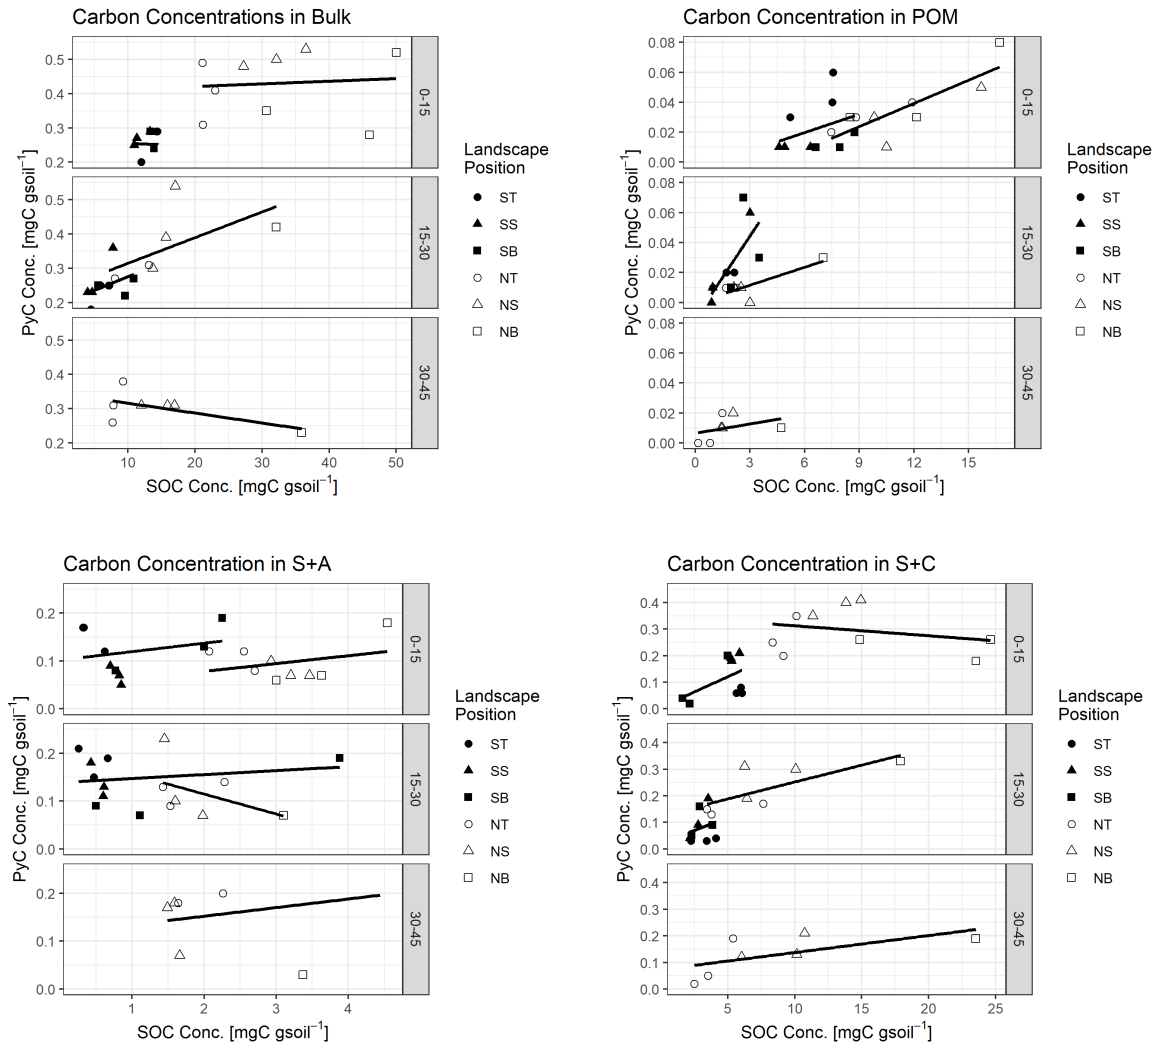 Carbon Concentrations in Bulk
0.5
0.4
0.3
0.2
0-15
0.5
0.4
0.3
0.2
15-30
0.5
0.4
0.3
0.2
30-45
10 20 30 40 50
SOC Conc. [mgC gsoil⁻¹]
PyC Conc. [mgC gsoil⁻¹]
Landscape
Position
ST
SS
SB
NT
NS
NB
Carbon Concentration in POM
0.08
0.06
0.04
0.02
0.00
0-15
0.08
0.06
0.04
0.02
0.00
15-30
0.08
0.06
0.04
0.02
0.00
30-45
0 3 6 9 12 15
SOC Conc. [mgC gsoil⁻¹]
PyC Conc. [mgC gsoil⁻¹]
Landscape
Position
ST
SS
SB
NT
NS
NB
Carbon Concentration in S+A
0.2
0.1
0.0
0-15
0.2
0.1
0.0
15-30
0.2
0.1
0.0
30-45
1 2 3 4
SOC Conc. [mgC gsoil⁻¹]
PyC Conc. [mgC gsoil⁻¹]
Landscape
Position
ST
SS
SB
NT
NS
NB
Carbon Concentration in S+C
0.4
0.3
0.2
0.1
0.0
0-15
0.4
0.3
0.2
0.1
0.0
15-30
0.4
0.3
0.2
0.1
0.0
30-45
5 10 15 20 25
SOC Conc. [mgC gsoil⁻¹]
PyC Conc. [mgC gsoil⁻¹]
Landscape
Position
ST
SS
SB
NT
NS
NB